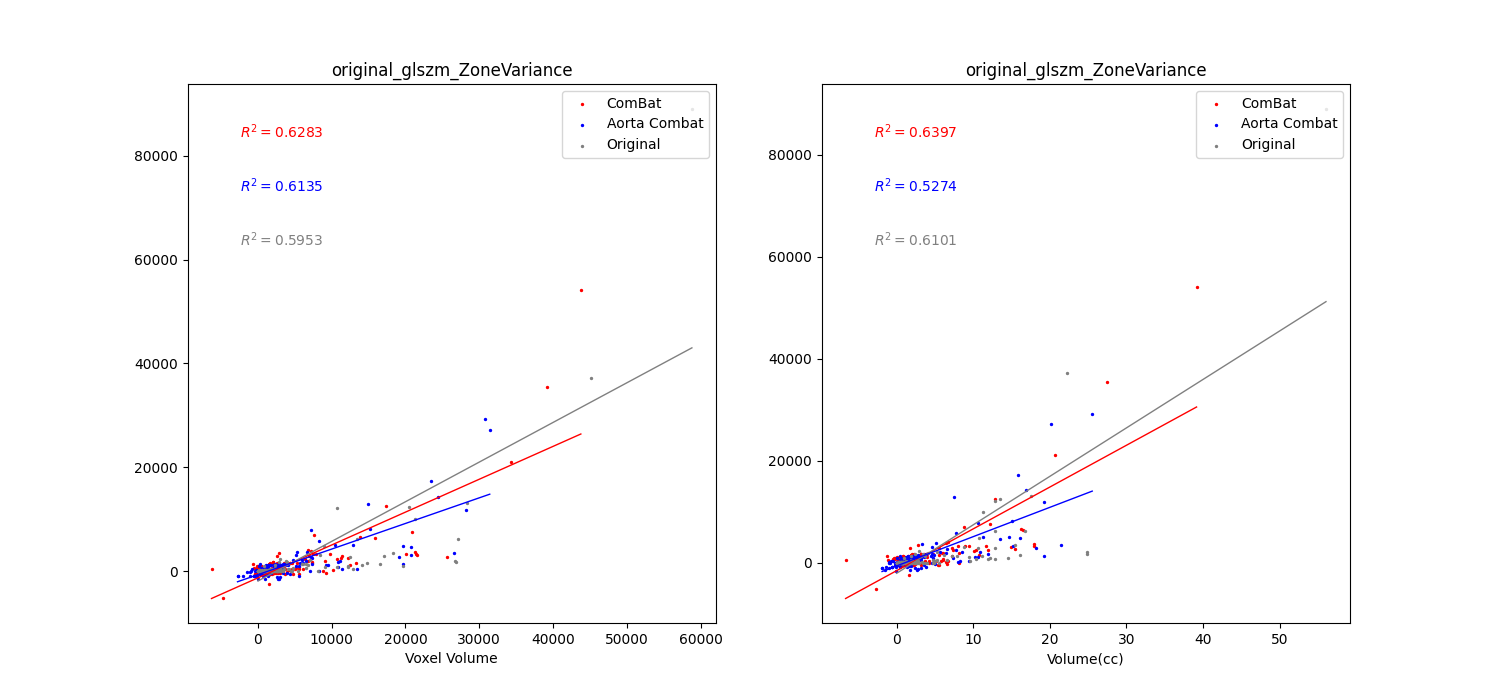 original_glszm_ZoneVariance
ComBat
Aorta Combat
Original
R² = 0.6283
R² = 0.6135
R² = 0.5953
80000
60000
40000
20000
0
0 10000 20000 30000 40000 50000 60000
Voxel Volume
original_glszm_ZoneVariance
ComBat
Aorta Combat
Original
R² = 0.6397
R² = 0.5274
R² = 0.6101
80000
60000
40000
20000
0
0 10 20 30 40 50
Volume(cc)